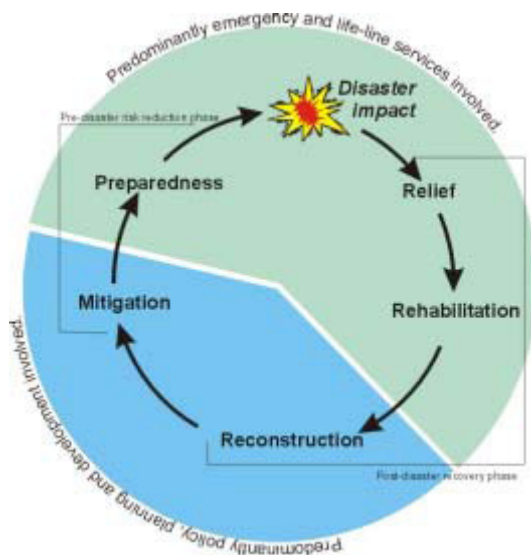 Predominantly emergency and life-line services involved.
Disaster
impact
Pre-disaster risk reduction phase
Preparedness
Relief
Mitigation
Rehabilitation
Reconstruction
Post-disaster recovery phase
Predominantly policy, planning and development involved.